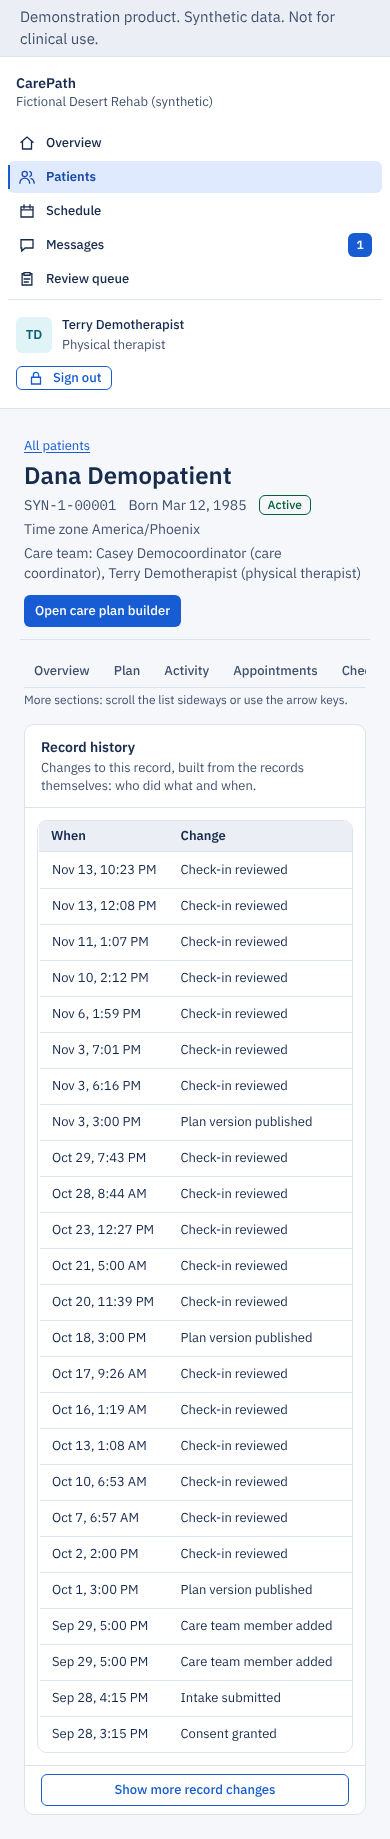 Demonstration product. Synthetic data. Not for
clinical use.
CarePath
Fictional Desert Rehab (synthetic)
Overview
Patients
Schedule
Messages 1
Review queue
TD
Terry Demotherapist
Physical therapist
Sign out
All patients
Dana Demopatient
SYN-1-00001 Born Mar 12, 1985 Active
Time zone America/Phoenix
Care team: Casey Democoordinator (care
coordinator), Terry Demotherapist (physical therapist)
Open care plan builder
Overview Plan Activity Appointments
More sections: scroll the list sideways or use the arrow keys.
Record history
Changes to this record, built from the records
themselves: who did what and when.
When Change
Nov 13, 10:23 PM Check-in reviewed
Nov 13, 12:08 PM Check-in reviewed
Nov 11, 1:07 PM Check-in reviewed
Nov 10, 2:12 PM Check-in reviewed
Nov 6, 1:59 PM Check-in reviewed
Nov 3, 7:01 PM Check-in reviewed
Nov 3, 6:16 PM Check-in reviewed
Nov 3, 3:00 PM Plan version published
Oct 29, 7:43 PM Check-in reviewed
Oct 28, 8:44 AM Check-in reviewed
Oct 23, 12:27 PM Check-in reviewed
Oct 21, 5:00 AM Check-in reviewed
Oct 20, 11:39 PM Check-in reviewed
Oct 18, 3:00 PM Plan version published
Oct 17, 9:26 AM Check-in reviewed
Oct 16, 1:19 AM Check-in reviewed
Oct 13, 1:08 AM Check-in reviewed
Oct 10, 6:53 AM Check-in reviewed
Oct 7, 6:57 AM Check-in reviewed
Oct 2, 2:00 PM Check-in reviewed
Oct 1, 3:00 PM Plan version published
Sep 29, 5:00 PM Care team member added
Sep 29, 5:00 PM Care team member added
Sep 28, 4:15 PM Intake submitted
Sep 28, 3:15 PM Consent granted
Show more record changes